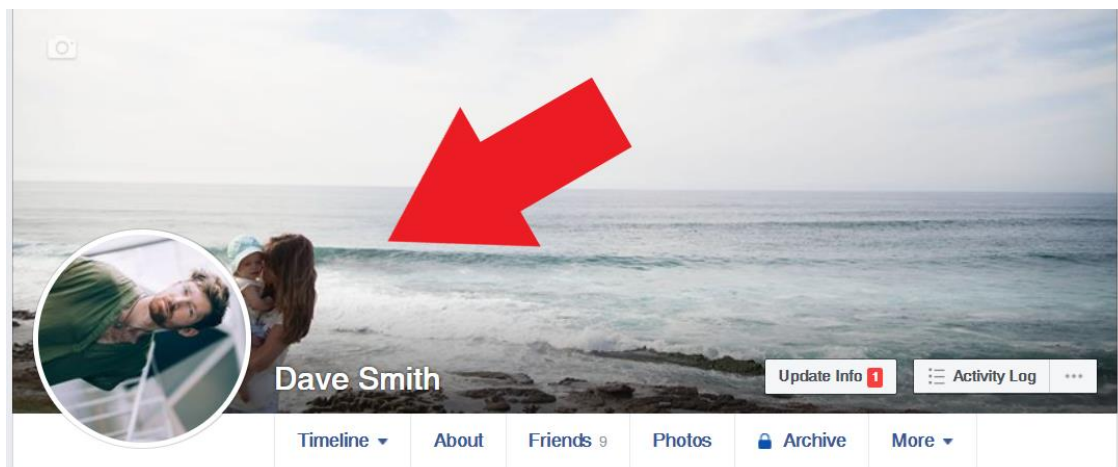 Dave Smith
Update Info 1
Activity Log
Timeline
About
Friends 9
Photos
Archive
More